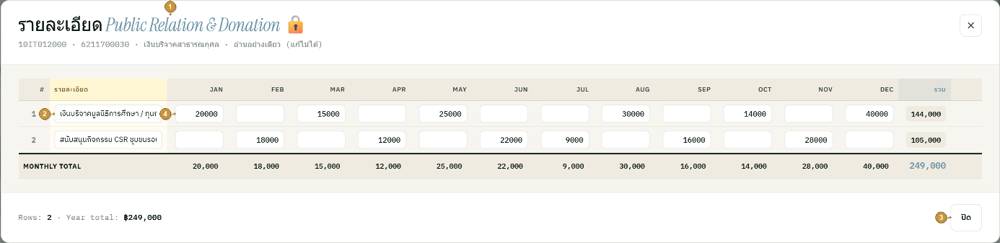 1
รายละเอียด Public Relation & Donation
10IT012000 · 6211700030 · เงินบริจาคสาธารณกุศล · อ่านอย่างเดียว (แก้ไม่ได้)
# รายละเอียด JAN FEB MAR APR MAY JUN JUL AUG SEP OCT NOV DEC รวม
1 2 เงินบริจาคมูลนิธิการศึกษา / ทุนก 4 20000 15000 25000 30000 14000 40000 144,000
2 สนับสนุนกิจกรรม CSR ชุมชนรอบ 18000 12000 22000 9000 16000 28000 105,000
MONTHLY TOTAL 20,000 18,000 15,000 12,000 25,000 22,000 9,000 30,000 16,000 14,000 28,000 40,000 249,000
Rows: 2 · Year total: ฿249,000
3 ปิด